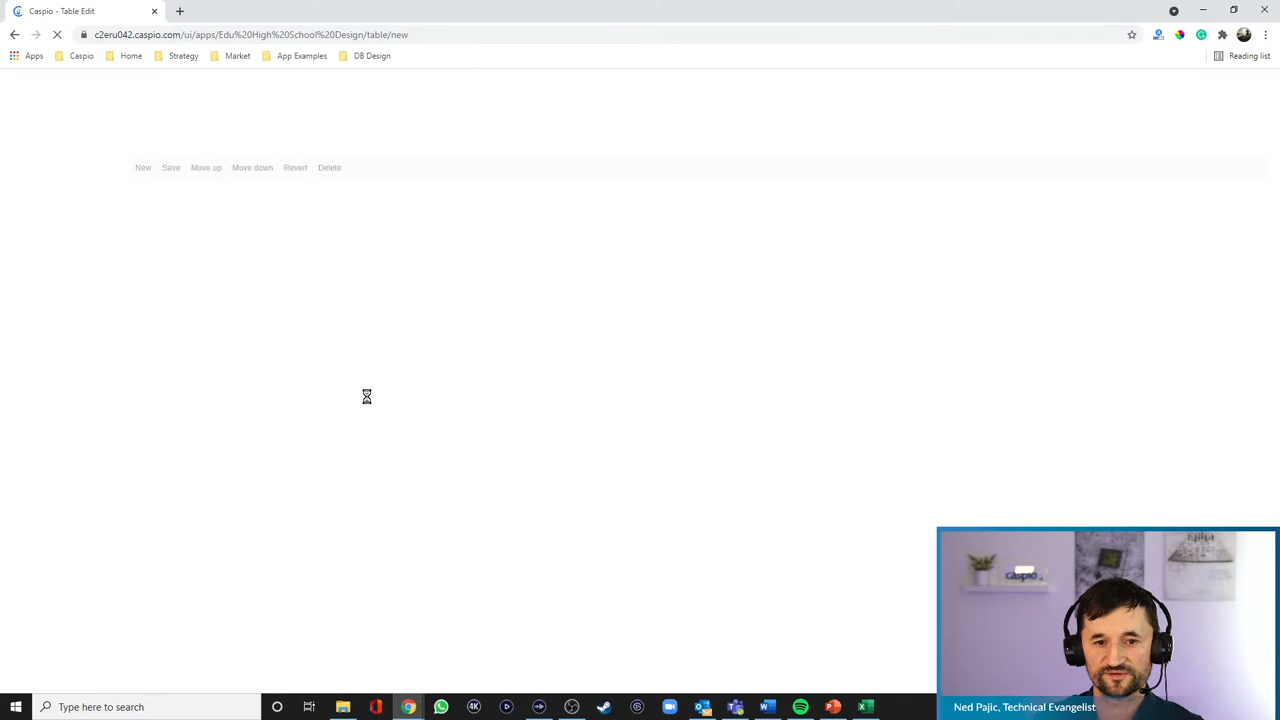 Caspio - Table Edit
c2eru042.caspio.com/ui/apps/Edu%20High%20School%20Design/table/new
Apps Caspio Home Strategy Market App Examples DB Design Reading list
New Save Move up Move down Revert Delete
caspio
Ned Pajic, Technical Evangelist
Type here to search
4K